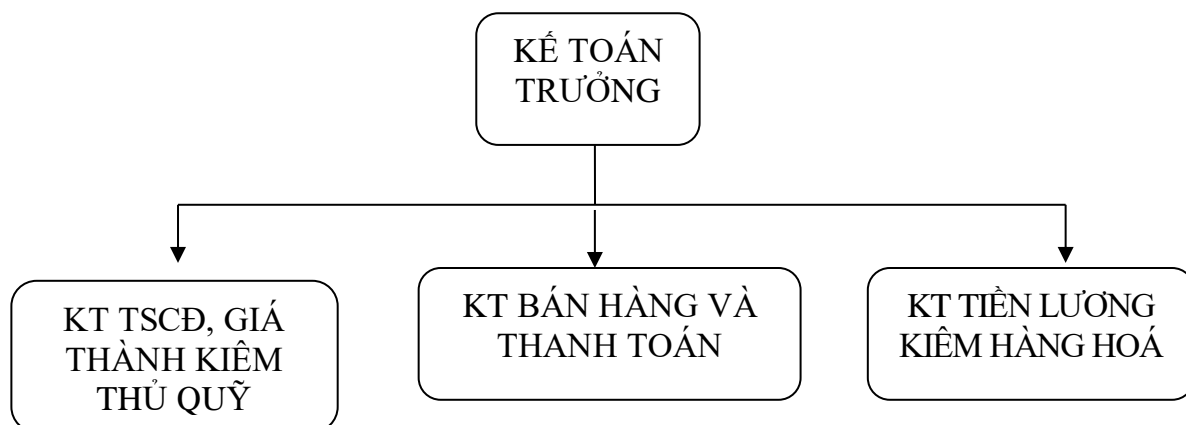 KẾ TOÁN
TRƯỞNG
KT TSCĐ, GIÁ
THÀNH KIÊM
THỦ QUỸ
KT BÁN HÀNG VÀ
THANH TOÁN
KT TIỀN LƯƠNG
KIÊM HÀNG HOÁ